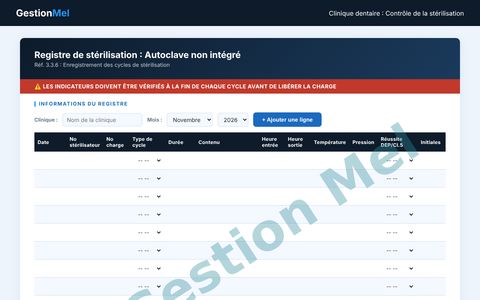 GestionMel
Clinique dentaire : Contrôle de la stérilisation
Registre de stérilisation : Autoclave non intégré
Réf. 3.3.6 : Enregistrement des cycles de stérilisation
⚠ LES INDICATEURS DOIVENT ÊTRE VÉRIFIÉS À LA FIN DE CHAQUE CYCLE AVANT DE LIBÉRER LA CHARGE
INFORMATIONS DU REGISTRE
Clinique : Nom de la clinique Mois : Novembre 2026 + Ajouter une ligne
Date No stérilisateur No charge Type de cycle Durée Contenu Heure entrée Heure sortie Température Pression Réussite DEP/CL5 Initiales
-- -- -- --
-- -- -- --
-- -- -- --
-- -- -- --
-- -- -- --
-- -- -- --
-- -- -- --
-- -- -- --
Gestion Mel